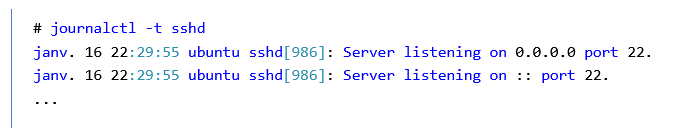 # journalctl -t sshd
janv. 16 22:29:55 ubuntu sshd[986]: Server listening on 0.0.0.0 port 22.
janv. 16 22:29:55 ubuntu sshd[986]: Server listening on :: port 22.
...